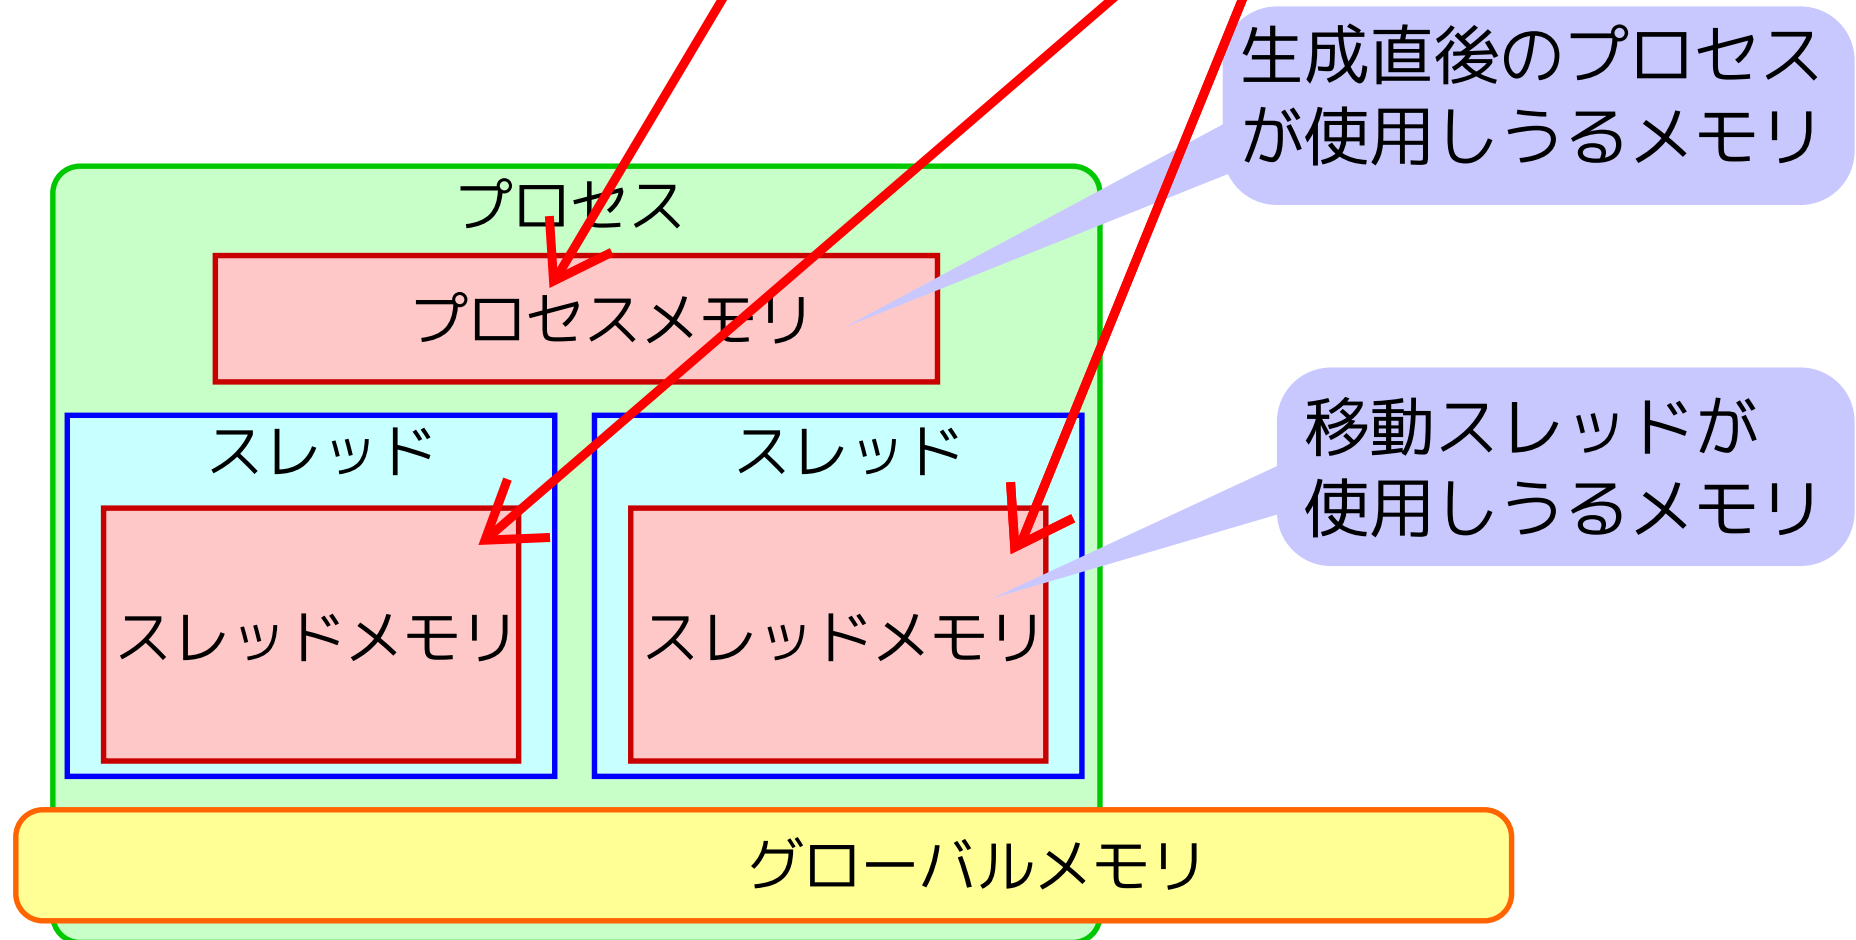 生成直後のプロセス
が使用しうるメモリ
プロセス
プロセスメモリ
移動スレッドが
使用しうるメモリ
スレッド
スレッド
スレッドメモリ
スレッドメモリ
グローバルメモリ